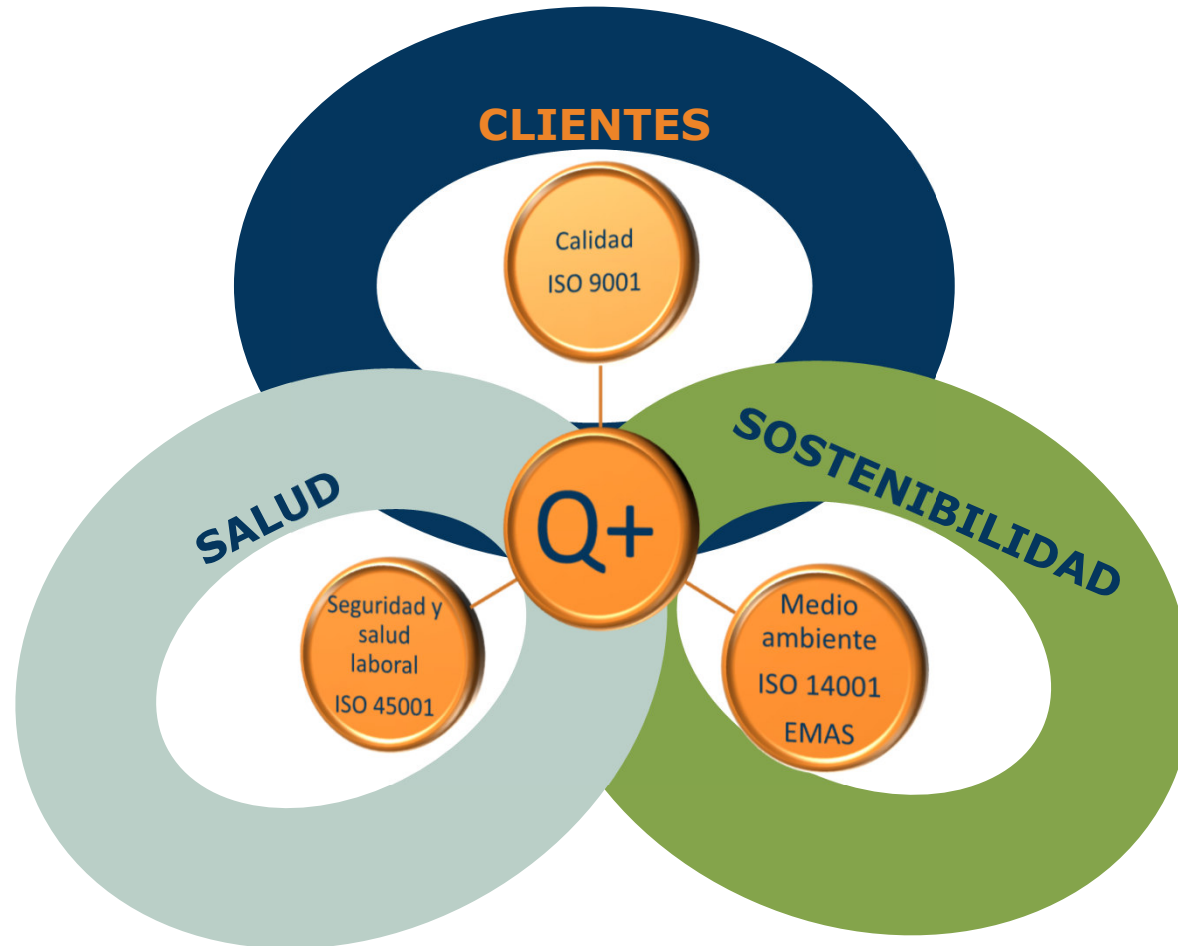 CLIENTES
Calidad
ISO 9001
Q+
SALUD
Seguridad y
salud
laboral
ISO 45001
SOSTENIBILIDAD
Medio
ambiente
ISO 14001
EMAS